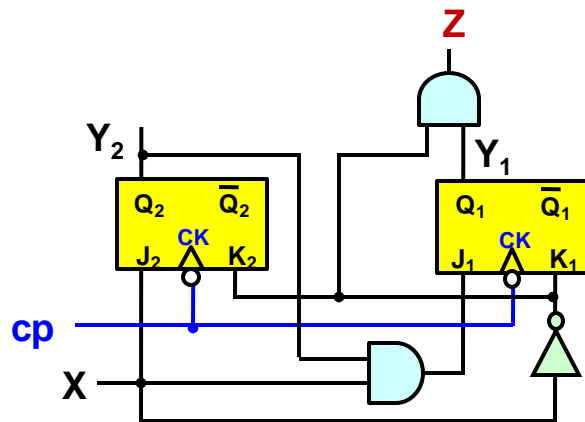 Z
Y₂
Y₁
Q₂ Q̅₂
Q₁ Q̅₁
J₂ CK K₂
J₁ CK K₁
cp
X